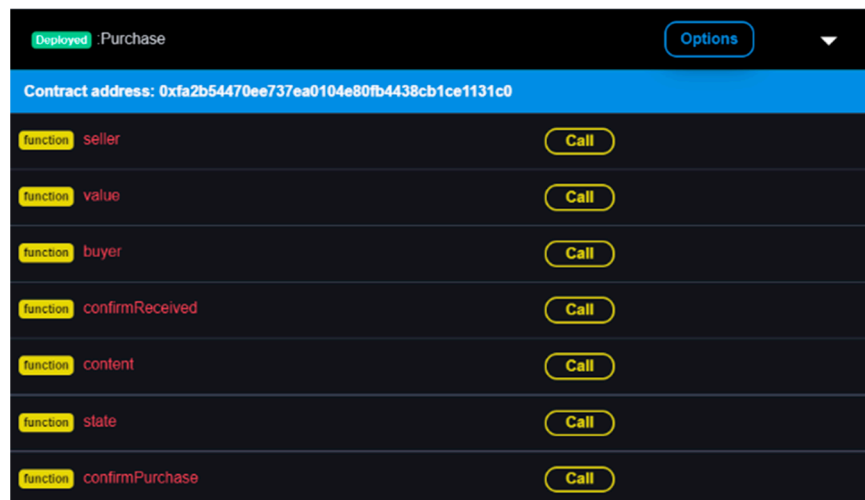 Deployed :Purchase Options
Contract address: 0xfa2b54470ee737ea0104e80fb4438cb1ce1131c0
function seller Call
function value Call
function buyer Call
function confirmReceived Call
function content Call
function state Call
function confirmPurchase Call